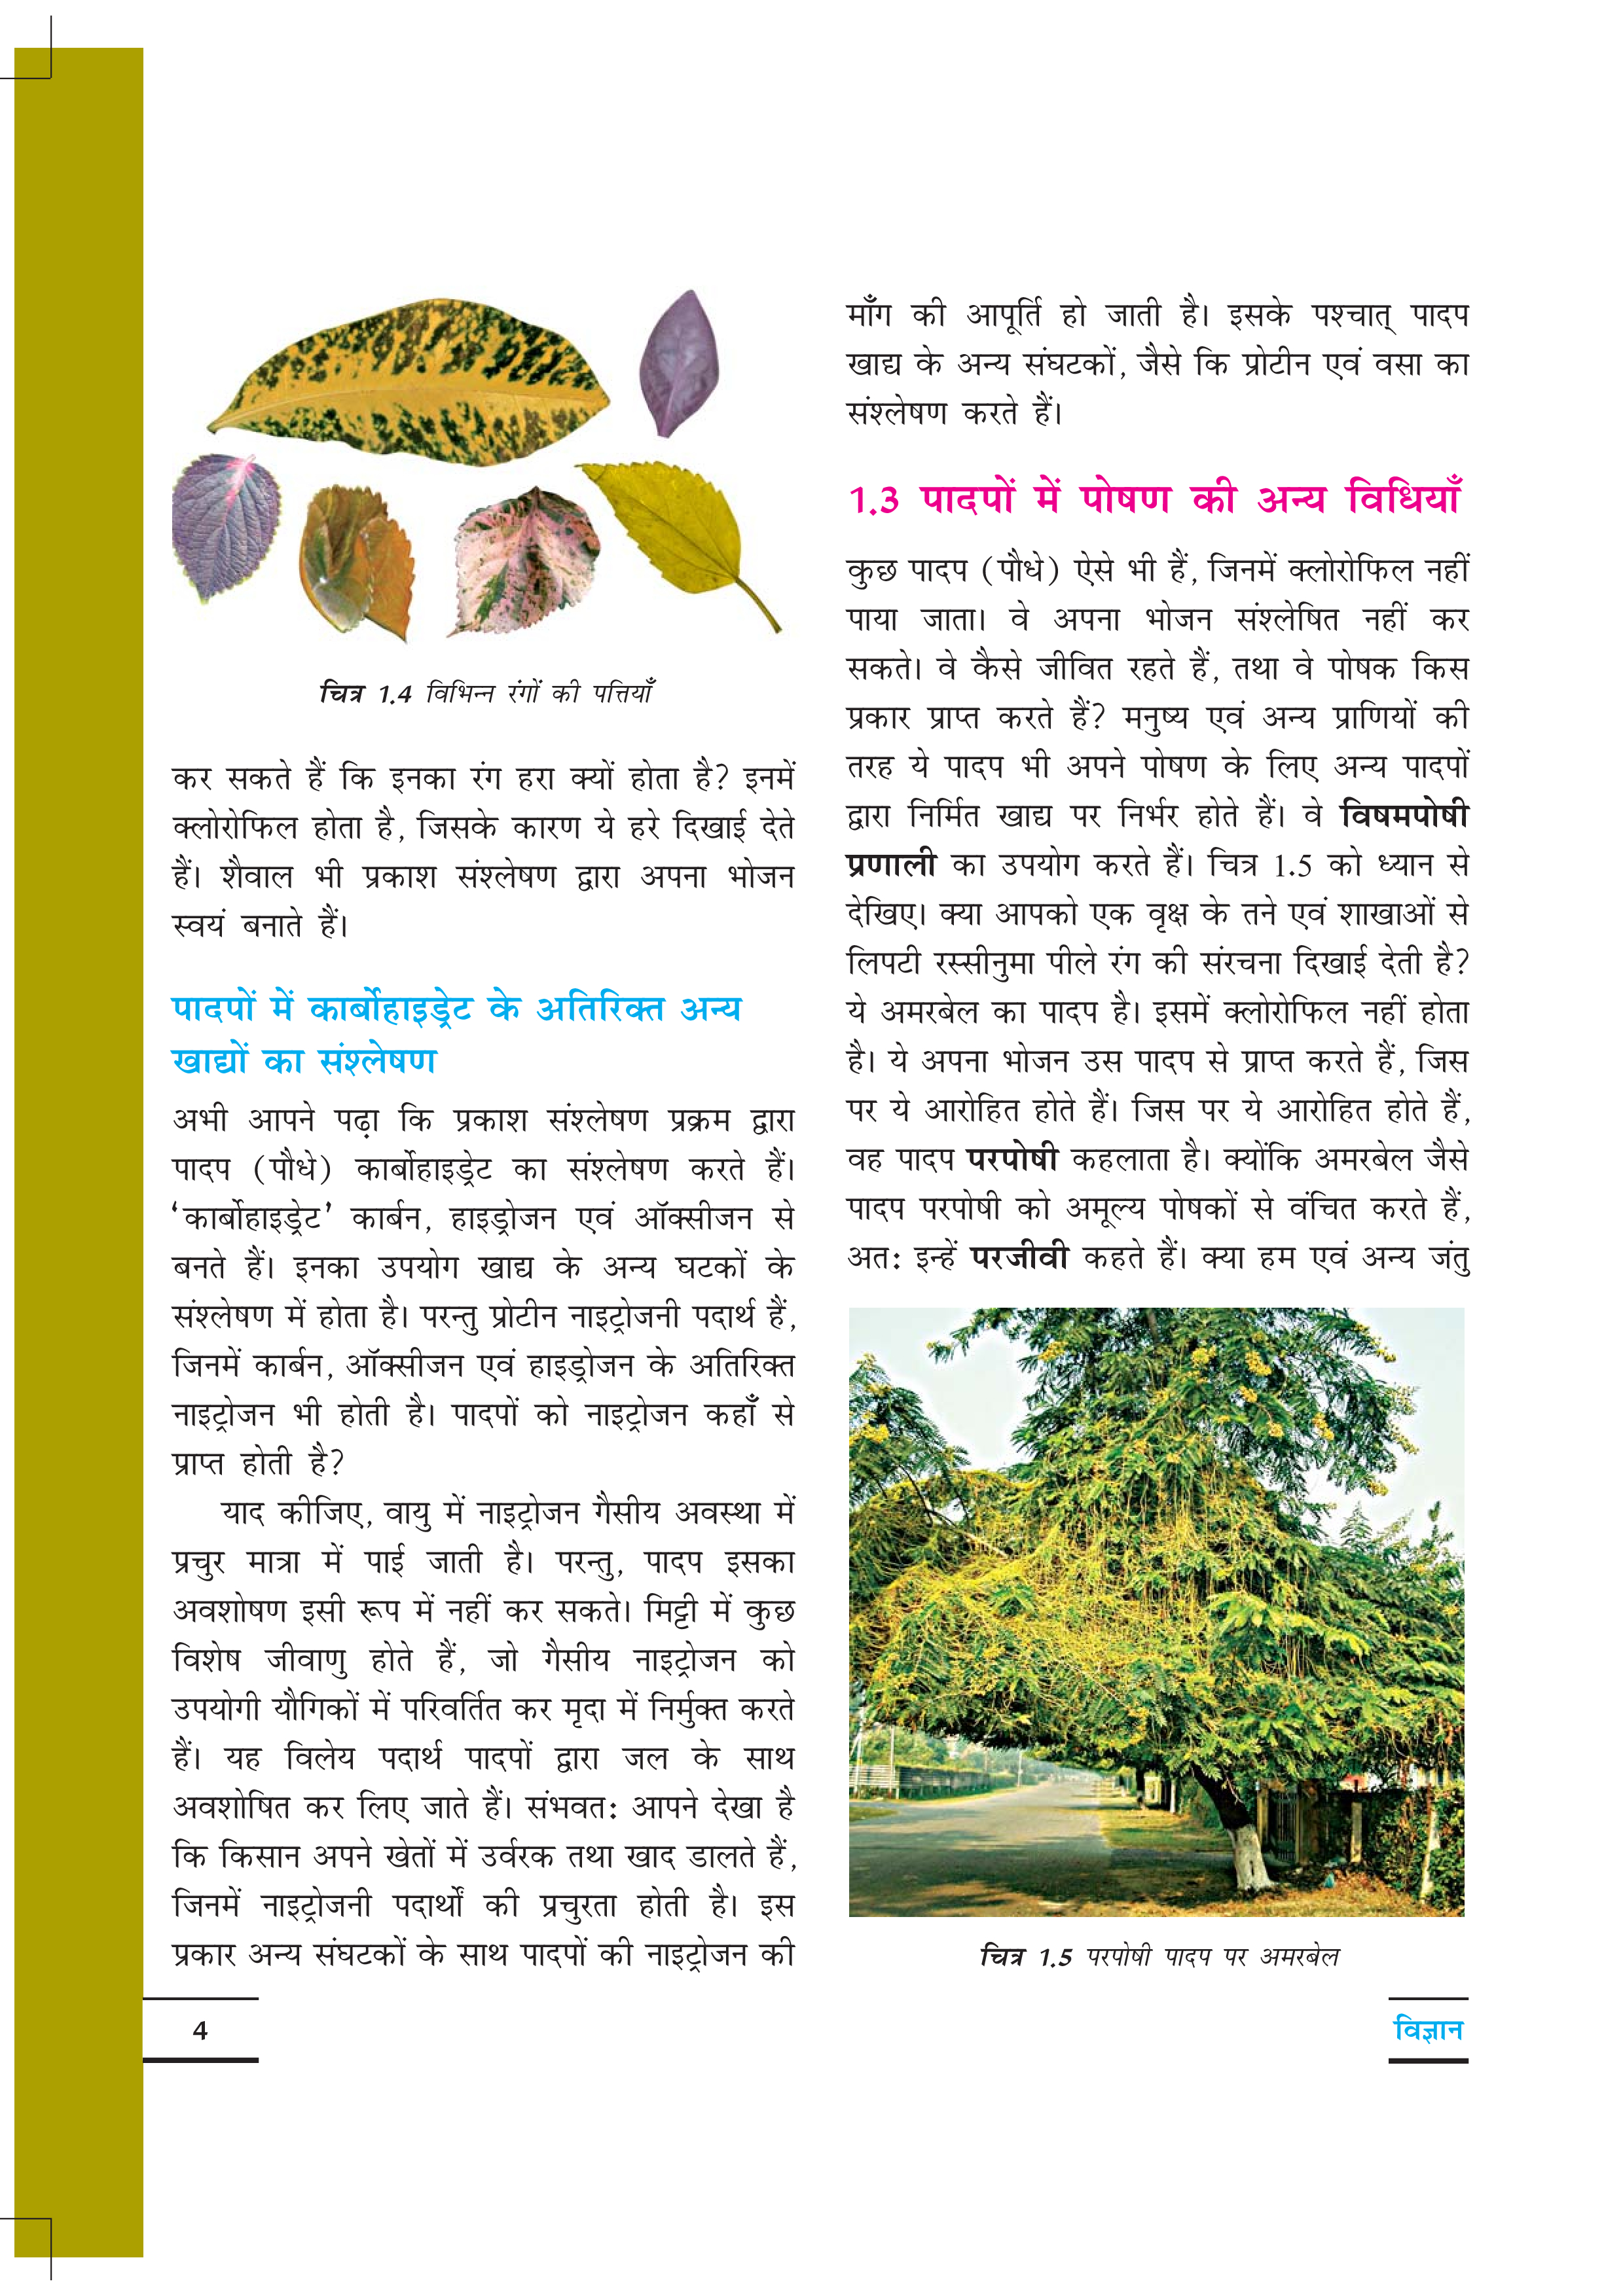 चित्र 1.4 विभिन्न रंगों की पत्तियाँ
कर सकते हैं कि इनका रंग हरा क्यों होता है? इनमें
क्लोरोफिल होता है, जिसके कारण ये हरे दिखाई देते
हैं। शैवाल भी प्रकाश संश्लेषण द्वारा अपना भोजन
स्वयं बनाते हैं।
पादपों में कार्बोहाइड्रेट के अतिरिक्त अन्य
खाद्यों का संश्लेषण
अभी आपने पढ़ा कि प्रकाश संश्लेषण प्रक्रम द्वारा
पादप (पौधे) कार्बोहाइड्रेट का संश्लेषण करते हैं।
‘कार्बोहाइड्रेट’ कार्बन, हाइड्रोजन एवं ऑक्सीजन से
बनते हैं। इनका उपयोग खाद्य के अन्य घटकों के
संश्लेषण में होता है। परन्तु प्रोटीन नाइट्रोजनी पदार्थ हैं,
जिनमें कार्बन, ऑक्सीजन एवं हाइड्रोजन के अतिरिक्त
नाइट्रोजन भी होती है। पादपों को नाइट्रोजन कहाँ से
प्राप्त होती है?
याद कीजिए, वायु में नाइट्रोजन गैसीय अवस्था में
प्रचुर मात्रा में पाई जाती है। परन्तु, पादप इसका
अवशोषण इसी रूप में नहीं कर सकते। मिट्टी में कुछ
विशेष जीवाणु होते हैं, जो गैसीय नाइट्रोजन को
उपयोगी यौगिकों में परिवर्तित कर मृदा में निर्मुक्त करते
हैं। यह विलेय पदार्थ पादपों द्वारा जल के साथ
अवशोषित कर लिए जाते हैं। संभवतः आपने देखा है
कि किसान अपने खेतों में उर्वरक तथा खाद डालते हैं,
जिनमें नाइट्रोजनी पदार्थों की प्रचुरता होती है। इस
प्रकार अन्य संघटकों के साथ पादपों की नाइट्रोजन की
माँग की आपूर्ति हो जाती है। इसके पश्चात् पादप
खाद्य के अन्य संघटकों, जैसे कि प्रोटीन एवं वसा का
संश्लेषण करते हैं।
1.3 पादपों में पोषण की अन्य विधियाँ
कुछ पादप (पौधे) ऐसे भी हैं, जिनमें क्लोरोफिल नहीं
पाया जाता। वे अपना भोजन संश्लेषित नहीं कर
सकते। वे कैसे जीवित रहते हैं, तथा वे पोषक किस
प्रकार प्राप्त करते हैं? मनुष्य एवं अन्य प्राणियों की
तरह ये पादप भी अपने पोषण के लिए अन्य पादपों
द्वारा निर्मित खाद्य पर निर्भर होते हैं। वे विषमपोषी
प्रणाली का उपयोग करते हैं। चित्र 1.5 को ध्यान से
देखिए। क्या आपको एक वृक्ष के तने एवं शाखाओं से
लिपटी रस्सीनुमा पीले रंग की संरचना दिखाई देती है?
ये अमरबेल का पादप है। इसमें क्लोरोफिल नहीं होता
है। ये अपना भोजन उस पादप से प्राप्त करते हैं, जिस
पर ये आरोहित होते हैं। जिस पर ये आरोहित होते हैं,
वह पादप परपोषी कहलाता है। क्योंकि अमरबेल जैसे
पादप परपोषी को अमूल्य पोषकों से वंचित करते हैं,
अतः इन्हें परजीवी कहते हैं। क्या हम एवं अन्य जंतु
चित्र 1.5 परपोषी पादप पर अमरबेल
4
विज्ञान